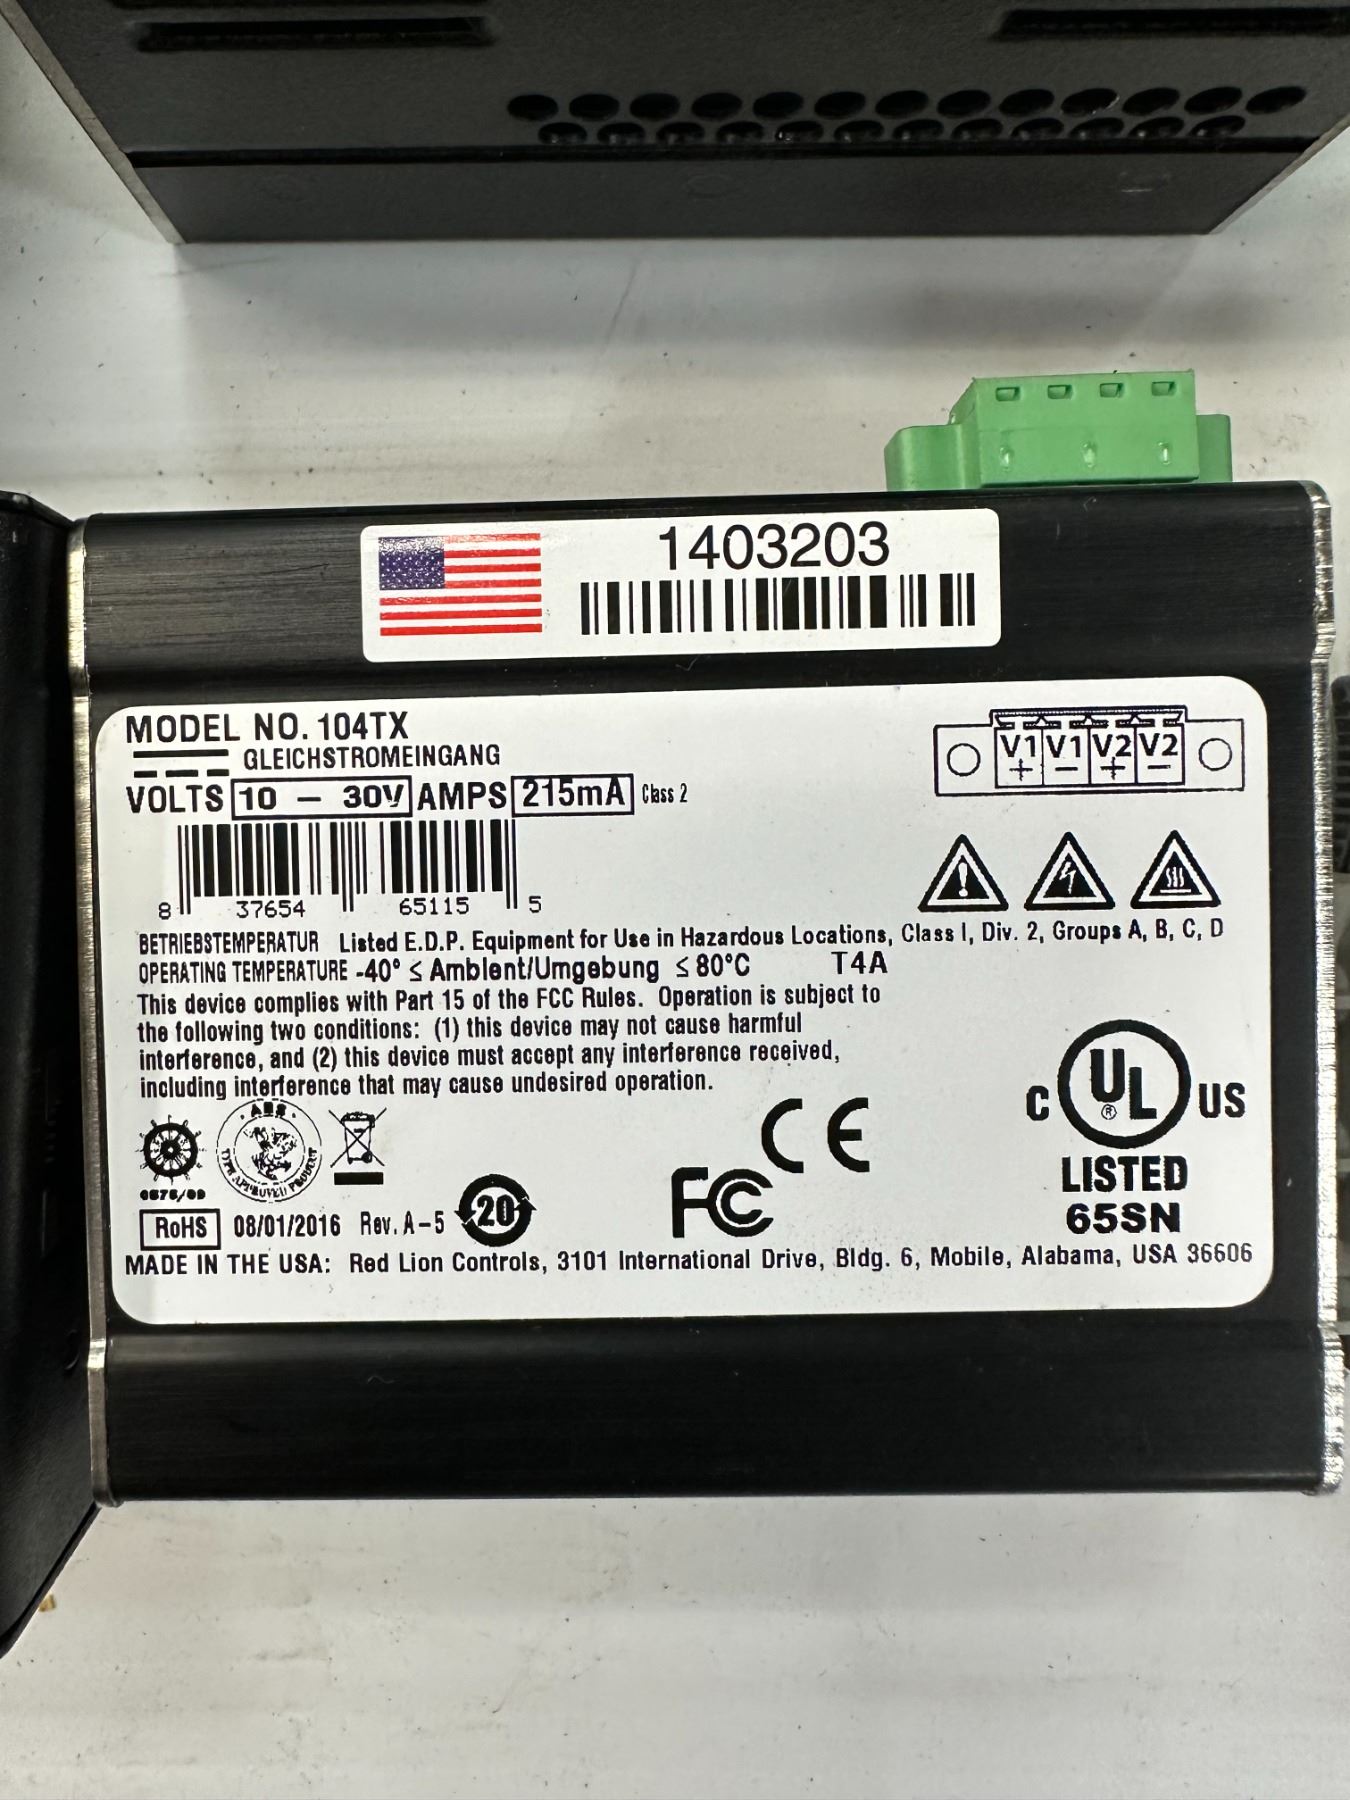 1403203
MODEL NO. 104TX
GLEICHSTROMEINGANG
VOLTS 10 – 30V AMPS 215mA Class 2
V1 V1 V2 V2
+ – + –
8 37654 65115 5
BETRIEBSTEMPERATUR Listed E.D.P. Equipment for Use in Hazardous Locations, Class I, Div. 2, Groups A, B, C, D
OPERATING TEMPERATURE -40° ≤ Ambient/Umgebung ≤ 80°C T4A
This device complies with Part 15 of the FCC Rules. Operation is subject to
the following two conditions: (1) this device may not cause harmful
interference, and (2) this device must accept any interference received,
including interference that may cause undesired operation.
ABS
TYPE APPROVED PRODUCT
CE
C UL ® US
LISTED
65SN
FC
RoHS 08/01/2016 Rev. A-5 20
MADE IN THE USA: Red Lion Controls, 3101 International Drive, Bldg. 6, Mobile, Alabama, USA 36606